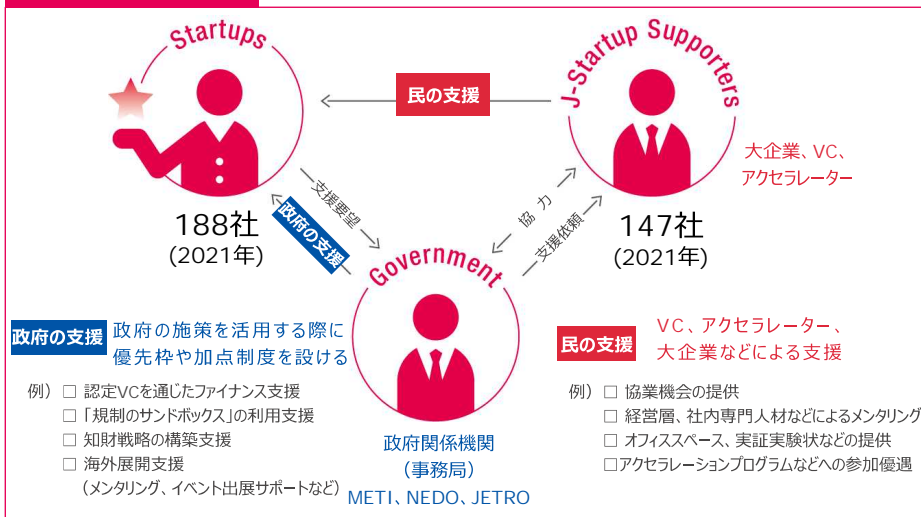 Startups
J-Startup Supporters
民の支援
大企業、VC、
アクセラレーター
支援要望
政府の支援
協力
支援依頼
188社
(2021年)
147社
(2021年)
Government
政府の支援
政府の施策を活用する際に
優先枠や加点制度を設ける
例）□ 認定VCを通じたファイナンス支援
□ 「規制のサンドボックス」の利用支援
□ 知財戦略の構築支援
□ 海外展開支援
（メンタリング、イベント出展サポートなど）
政府関係機関
（事務局）
METI、NEDO、JETRO
民の支援
VC、アクセラレーター、
大企業などによる支援
例）□ 協業機会の提供
□ 経営層、社内専門人材などによるメンタリング
□ オフィススペース、実証実験状などの提供
□アクセラレーションプログラムなどへの参加優遇